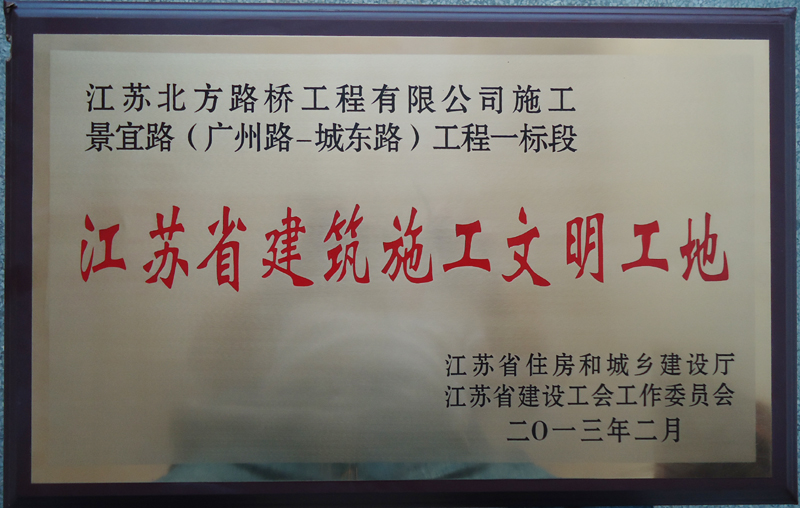 江苏北方路桥工程有限公司施工
景宜路（广州路-城东路）工程一标段
江苏省建筑施工文明工地
江苏省住房和城乡建设厅
江苏省建设工会工作委员会
二O一三年二月